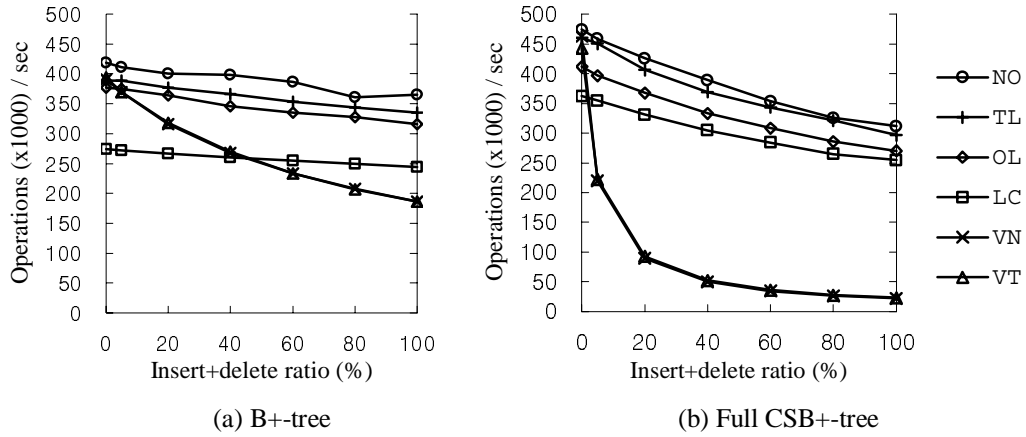 500
450
400
350
300
250
200
150
100
50
0
Operations (x1000) / sec
0 20 40 60 80 100
Insert+delete ratio (%)
(a) B+-tree
500
450
400
350
300
250
200
150
100
50
0
Operations (x1000) / sec
0 20 40 60 80 100
Insert+delete ratio (%)
(b) Full CSB+-tree
NO
TL
OL
LC
VN
VT